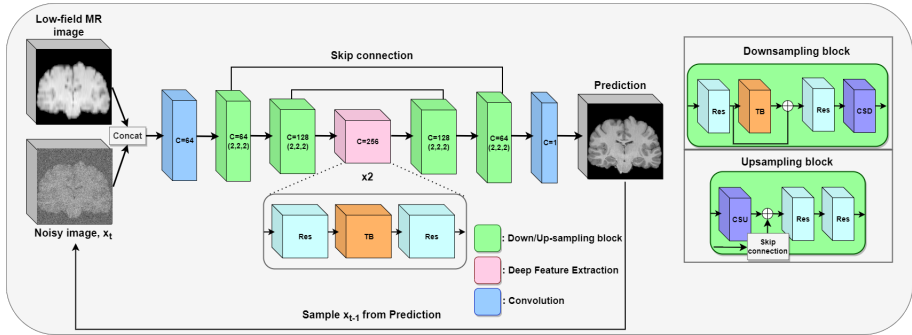 Low-field MR
image
Concat
Noisy image, xt
Skip connection
C=64
C=64
(2,2,2)
C=128
(2,2,2)
C=256
x2
C=128
(2,2,2)
C=64
(2,2,2)
C=1
Prediction
Res
TB
Res
: Down/Up-sampling block
: Deep Feature Extraction
: Convolution
Sample xt-1 from Prediction
Downsampling block
Res
TB
Res
CSD
Upsampling block
CSU
Res
Res
Skip
connection